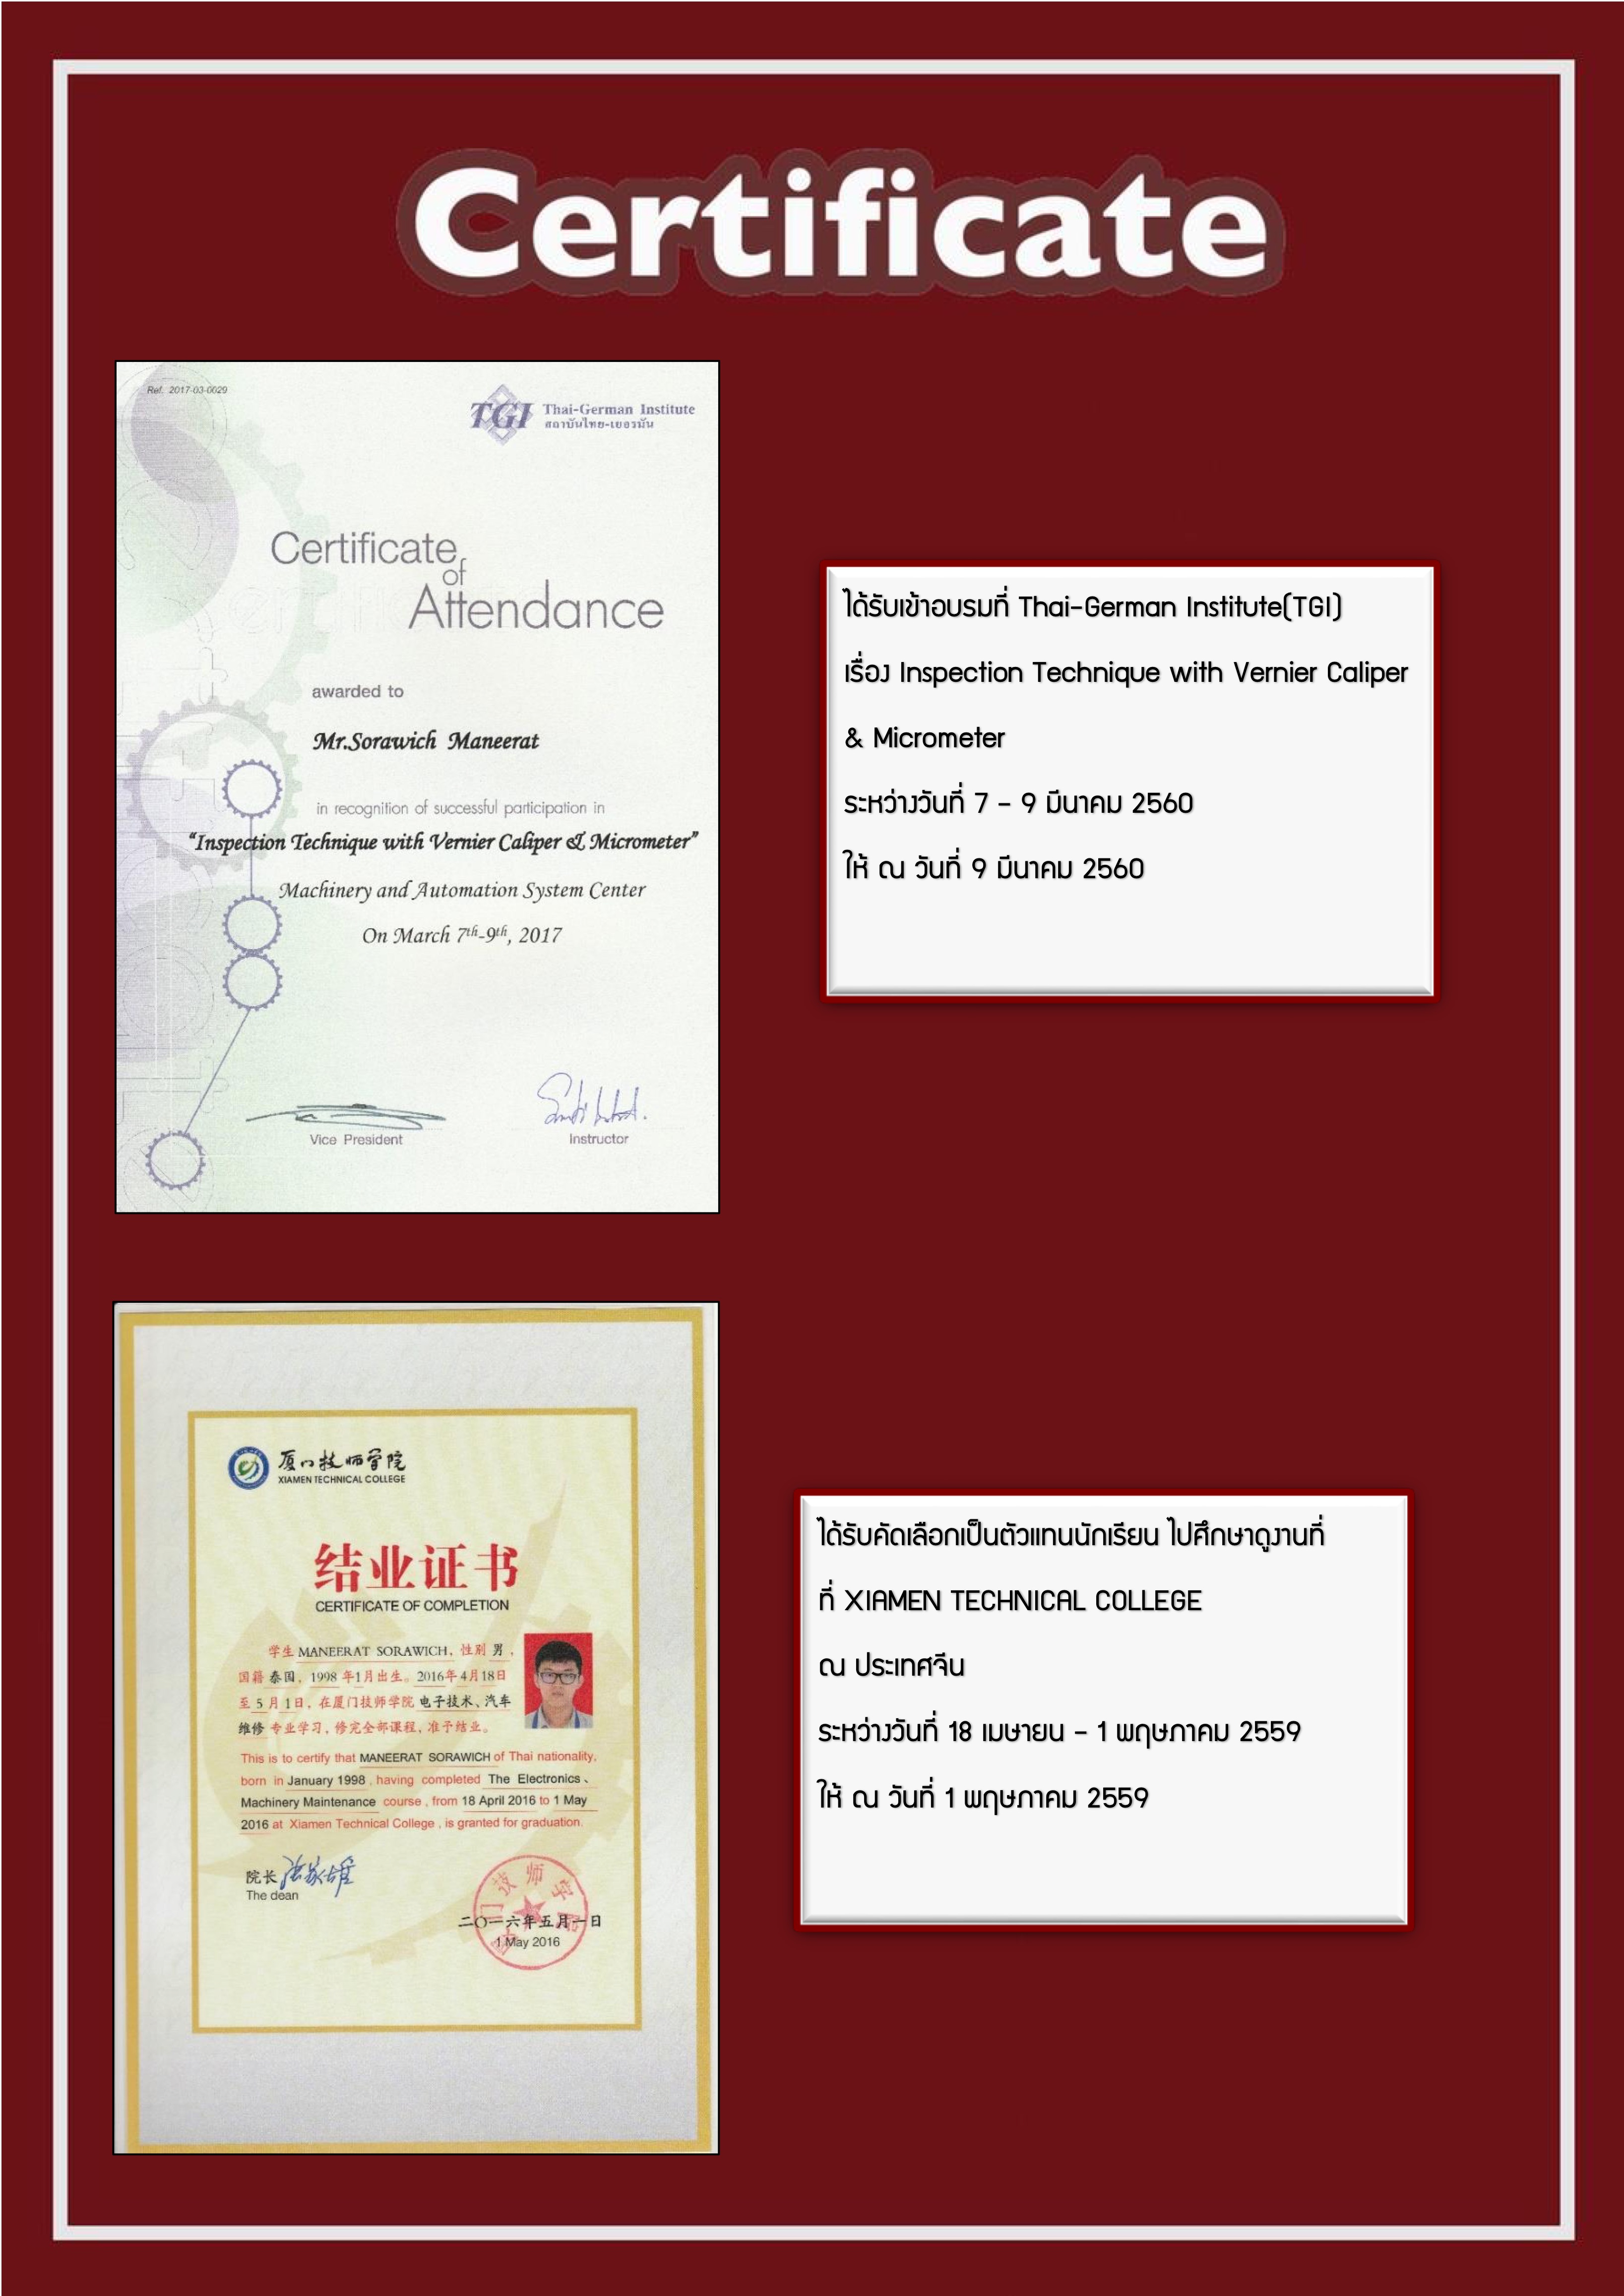 Certificate
Ref. 2017-03-0029
TGI Thai-German Institute
สถาบันไทย-เยอรมัน
Certificate
of
Attendance
awarded to
Mr.Sorawich Maneerat
in recognition of successful participation in
“Inspection Technique with Vernier Caliper & Micrometer”
Machinery and Automation System Center
On March 7th-9th, 2017
Vice President
Instructor
ได้รับเข้าอบรมที่ Thai-German Institute(TGI)
เรื่อง Inspection Technique with Vernier Caliper
& Micrometer
ระหว่างวันที่ 7 - 9 มีนาคม 2560
ให้ ณ วันที่ 9 มีนาคม 2560
厦门技师学院
XIAMEN TECHNICAL COLLEGE
结业证书
CERTIFICATE OF COMPLETION
学生 MANEERAT SORAWICH, 性别 男,
国籍 泰国, 1998 年1月出生。2016年4月18日
至 5 月 1日, 在厦门技师学院 电子技术、汽车
维修 专业学习, 修完全部课程, 准予结业。
This is to certify that MANEERAT SORAWICH of Thai nationality,
born in January 1998 , having completed The Electronics、
Machinery Maintenance course , from 18 April 2016 to 1 May
2016 at Xiamen Technical College , is granted for graduation.
院长
The dean
二〇一六年五月一日
1 May 2016
ได้รับคัดเลือกเป็นตัวแทนนักเรียน ไปศึกษาดูงานที่
ที่ XIAMEN TECHNICAL COLLEGE
ณ ประเทศจีน
ระหว่างวันที่ 18 เมษายน - 1 พฤษภาคม 2559
ให้ ณ วันที่ 1 พฤษภาคม 2559